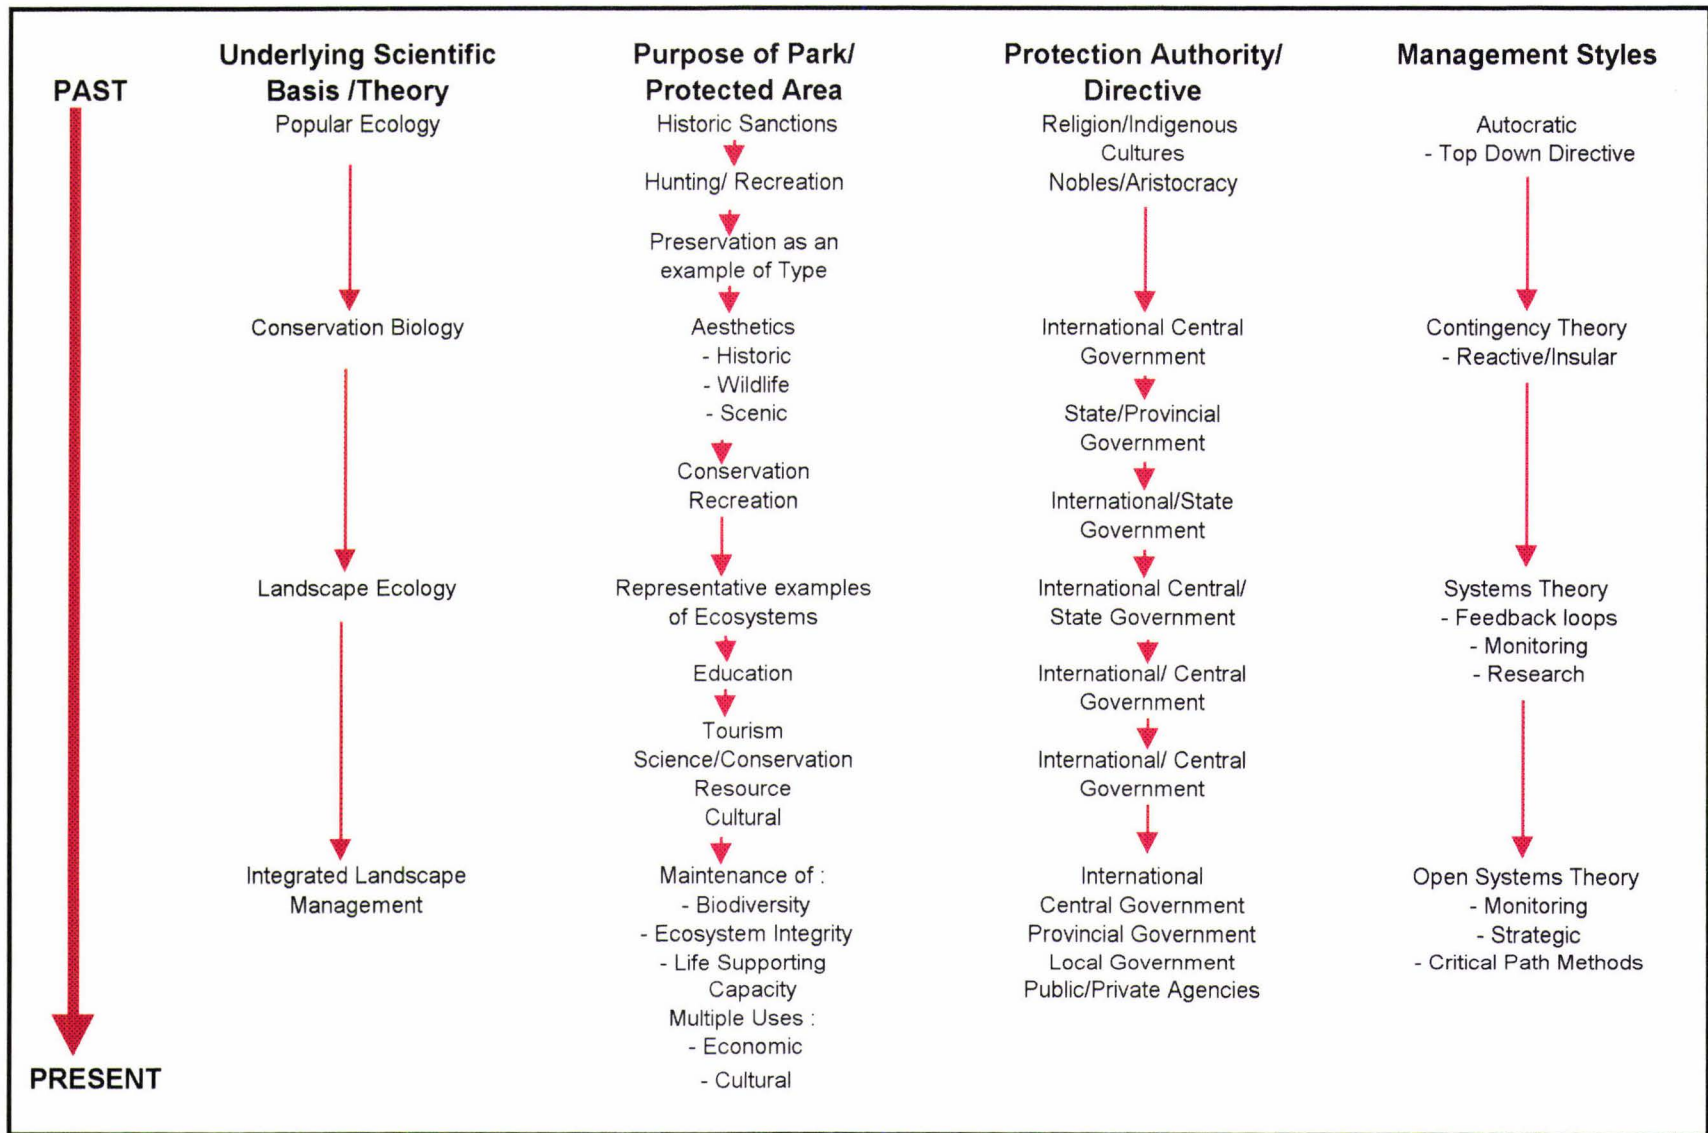 PAST
PRESENT
Underlying Scientific
Basis /Theory
Popular Ecology
Conservation Biology
Landscape Ecology
Integrated Landscape
Management
Purpose of Park/
Protected Area
Historic Sanctions
Hunting/ Recreation
Preservation as an
example of Type
Aesthetics
- Historic
- Wildlife
- Scenic
Conservation
Recreation
Representative examples
of Ecosystems
Education
Tourism
Science/Conservation
Resource
Cultural
Maintenance of :
- Biodiversity
- Ecosystem Integrity
- Life Supporting
Capacity
Multiple Uses :
- Economic
- Cultural
Protection Authority/
Directive
Religion/Indigenous
Cultures
Nobles/Aristocracy
International Central
Government
State/Provincial
Government
International/State
Government
International Central/
State Government
International/ Central
Government
International/ Central
Government
International
Central Government
Provincial Government
Local Government
Public/Private Agencies
Management Styles
Autocratic
- Top Down Directive
Contingency Theory
- Reactive/Insular
Systems Theory
- Feedback loops
- Monitoring
- Research
Open Systems Theory
- Monitoring
- Strategic
- Critical Path Methods